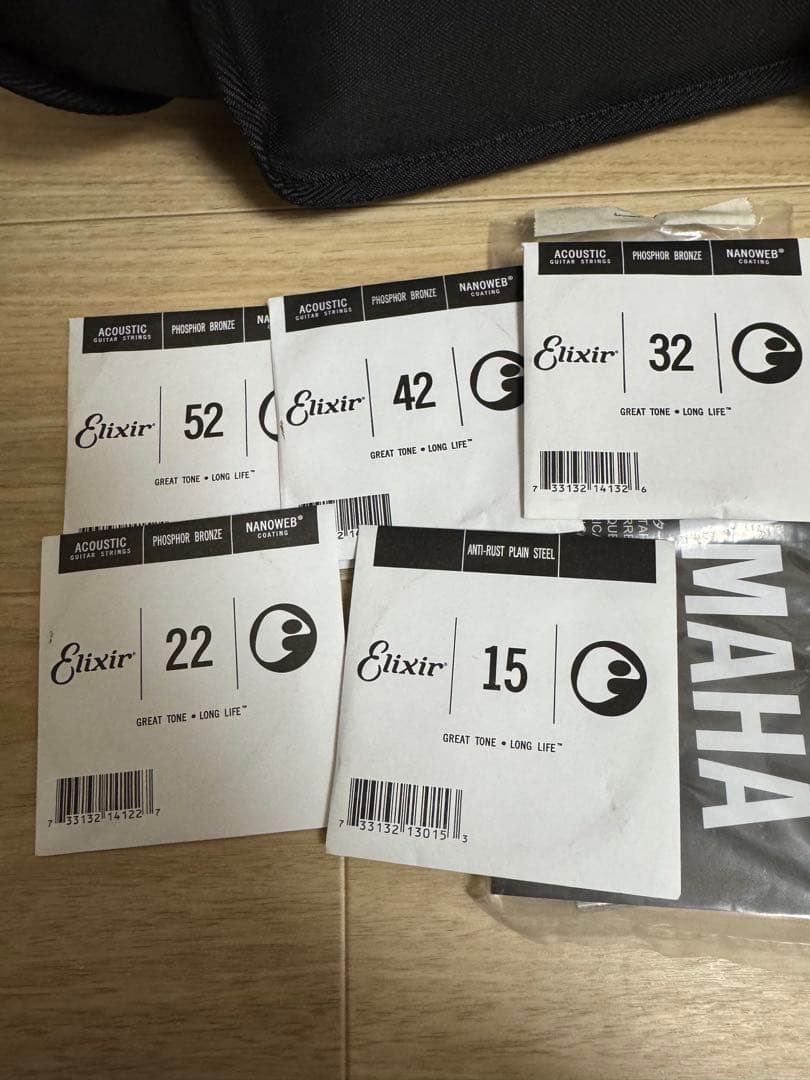 ACOUSTIC
GUITAR STRINGS
PHOSPHOR BRONZE
NA
Elixir
52
GREAT TONE • LONG LIFE™
ACOUSTIC
GUITAR STRINGS
PHOSPHOR BRONZE
NANOWEB®
COATING
Elixir
42
GREAT TONE • LONG LIFE™
ACOUSTIC
GUITAR STRINGS
PHOSPHOR BRONZE
NANOWEB®
COATING
Elixir
32
GREAT TONE • LONG LIFE™
7 33132 14132 6
ACOUSTIC
GUITAR STRINGS
PHOSPHOR BRONZE
NANOWEB®
COATING
Elixir
22
GREAT TONE • LONG LIFE™
7 33132 14122 7
ANTI-RUST PLAIN STEEL
Elixir
15
GREAT TONE • LONG LIFE™
7 33132 13015 3
MAHA